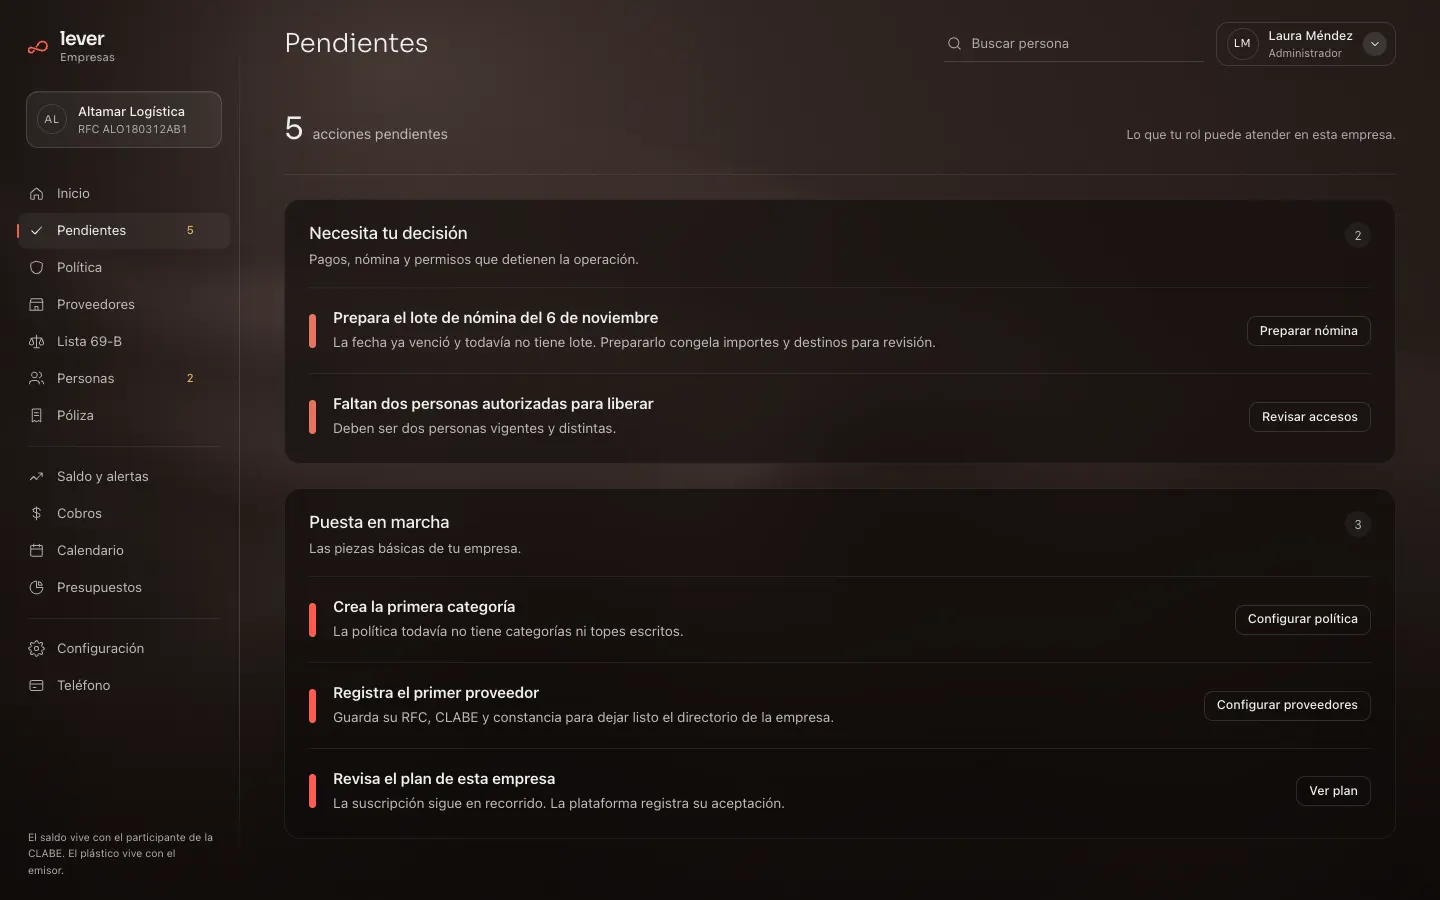 lever
Empresas
AL
Altamar Logística
RFC ALO180312AB1
Inicio
Pendientes 5
Política
Proveedores
Lista 69-B
Personas 2
Póliza
Saldo y alertas
Cobros
Calendario
Presupuestos
Configuración
Teléfono
El saldo vive con el participante de la
CLABE. El plástico vive con el
emisor.
Pendientes
Buscar persona
LM
Laura Méndez
Administrador
5 acciones pendientes
Lo que tu rol puede atender en esta empresa.
Necesita tu decisión
2
Pagos, nómina y permisos que detienen la operación.
Prepara el lote de nómina del 6 de noviembre
La fecha ya venció y todavía no tiene lote. Prepararlo congela importes y destinos para revisión.
Preparar nómina
Faltan dos personas autorizadas para liberar
Deben ser dos personas vigentes y distintas.
Revisar accesos
Puesta en marcha
3
Las piezas básicas de tu empresa.
Crea la primera categoría
La política todavía no tiene categorías ni topes escritos.
Configurar política
Registra el primer proveedor
Guarda su RFC, CLABE y constancia para dejar listo el directorio de la empresa.
Configurar proveedores
Revisa el plan de esta empresa
La suscripción sigue en recorrido. La plataforma registra su aceptación.
Ver plan